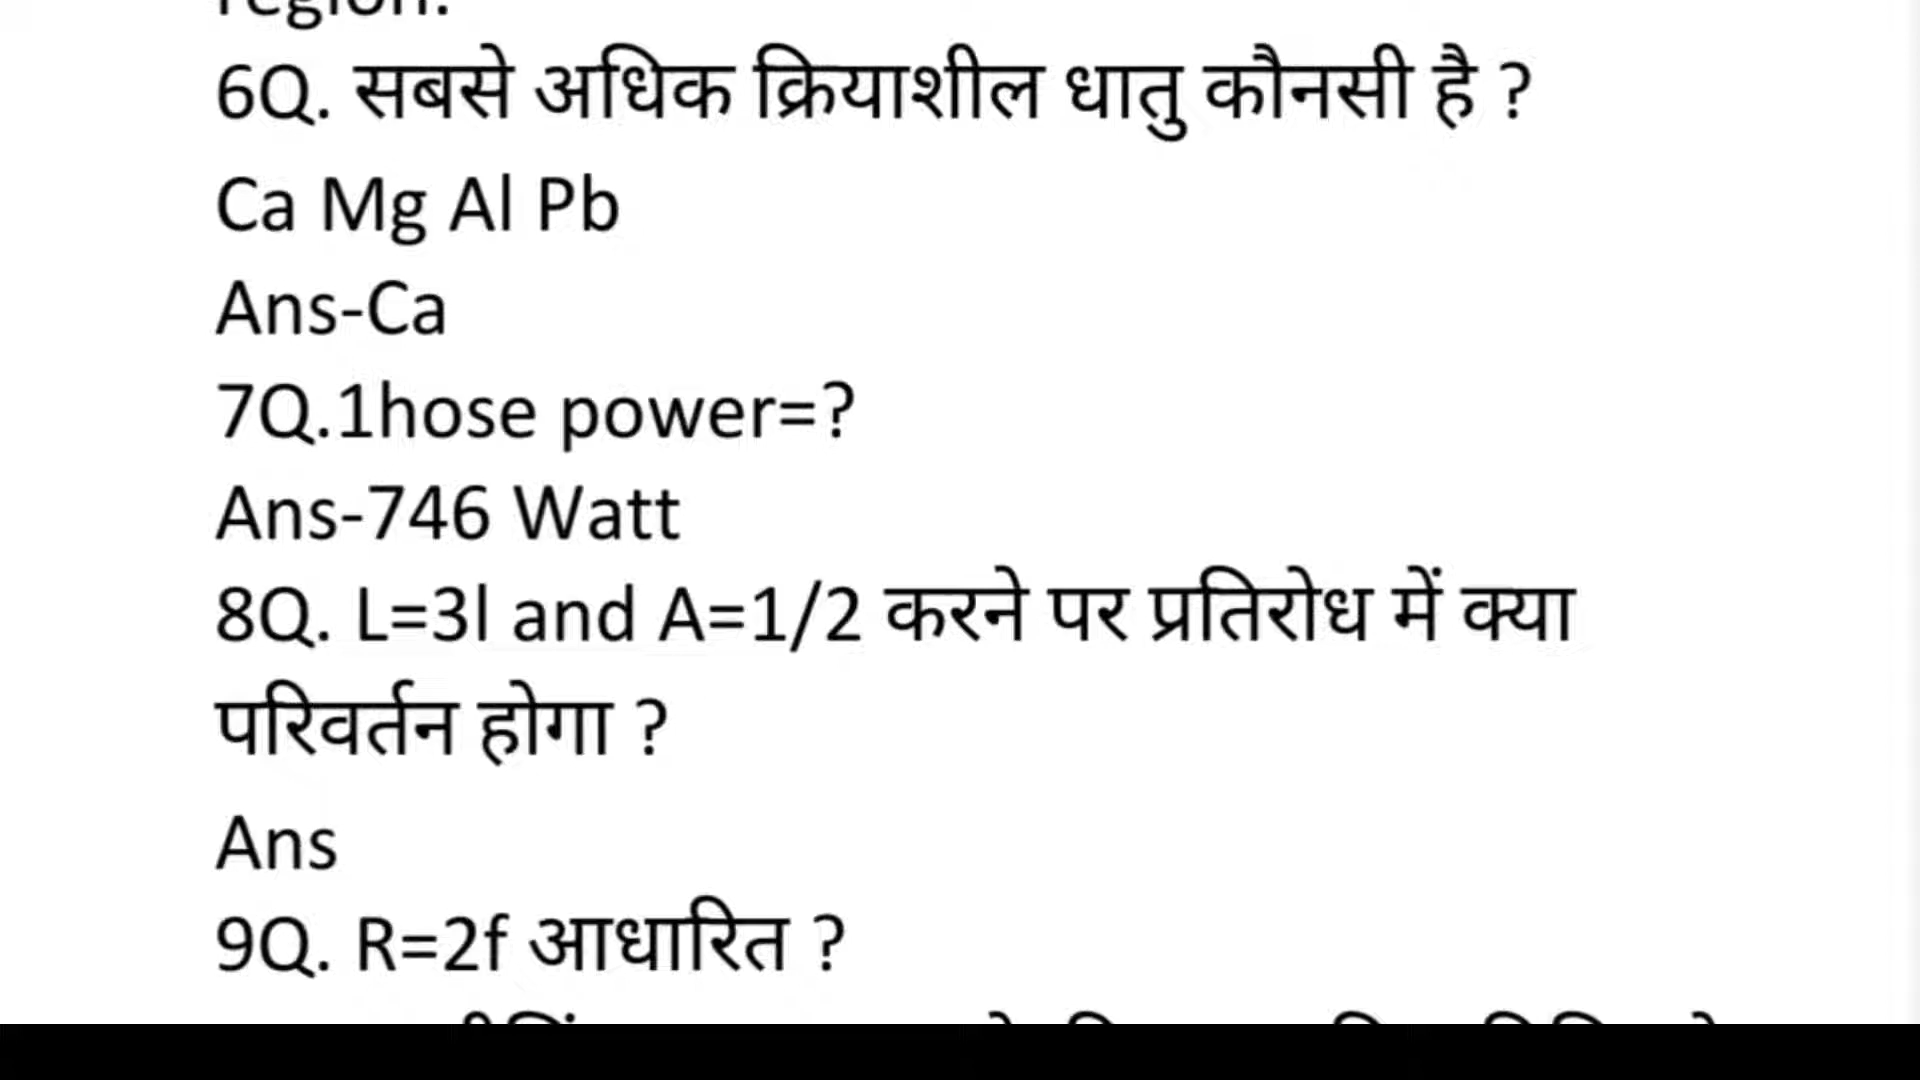 region.
6Q. सबसे अधिक क्रियाशील धातु कौनसी है ?
Ca Mg Al Pb
Ans-Ca
7Q.1hose power=?
Ans-746 Watt
8Q. L=3l and A=1/2 करने पर प्रतिरोध में क्या
परिवर्तन होगा ?
Ans
9Q. R=2f आधारित ?